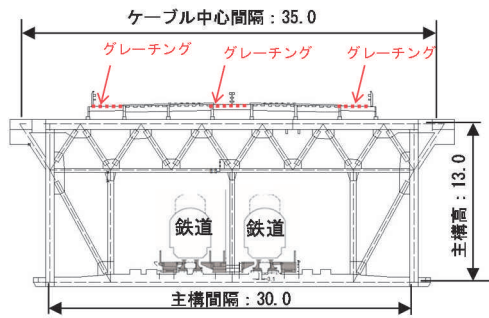 ケーブル中心間隔：35.0
グレーチング グレーチング グレーチング
鉄道 鉄道
主構高：13.0
主構間隔：30.0